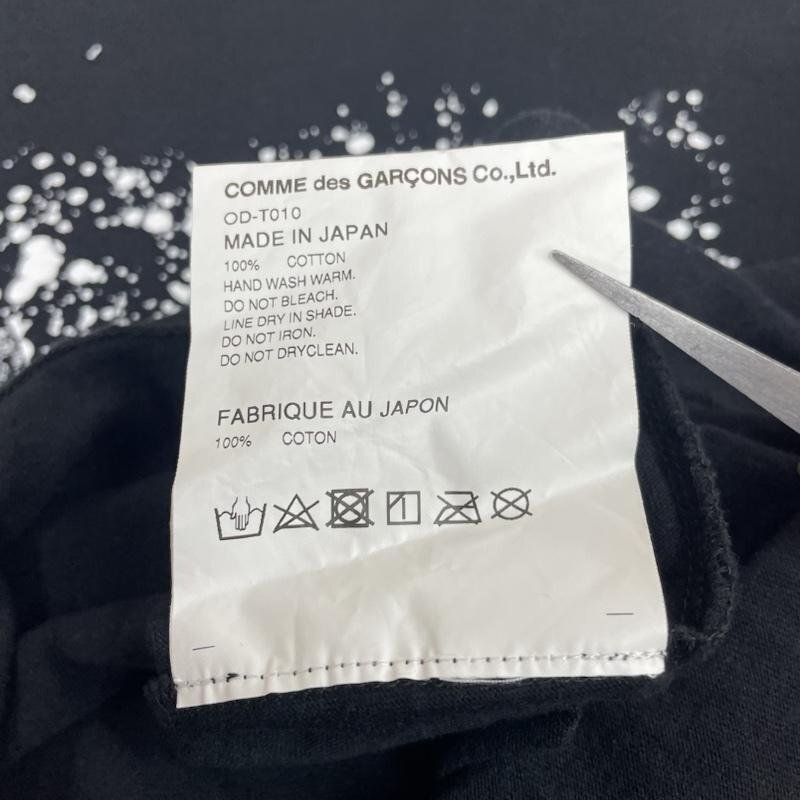 COMME des GARÇONS Co.,Ltd.
OD-T010
MADE IN JAPAN
100% COTTON
HAND WASH WARM.
DO NOT BLEACH.
LINE DRY IN SHADE.
DO NOT IRON.
DO NOT DRYCLEAN.
FABRIQUE AU JAPON
100% COTON